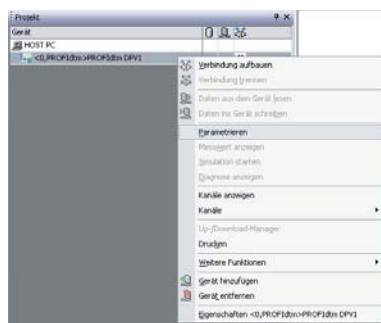 Projekt
Gerät
HOST PC
<0,PROFIdtm>PROFIdtm DPV1
Verbindung aufbauen
Verbindung trennen
Daten aus dem Gerät lesen
Daten ins Gerät schreiben
Parametrieren
Messwert anzeigen
Simulation starten
Diagnose anzeigen
Kanäle anzeigen
Kanäle
Up-/Download-Manager
Drucken
Weitere Funktionen
Gerät hinzufügen
Gerät entfernen
Eigenschaften <0,PROFIdtm>PROFIdtm DPV1